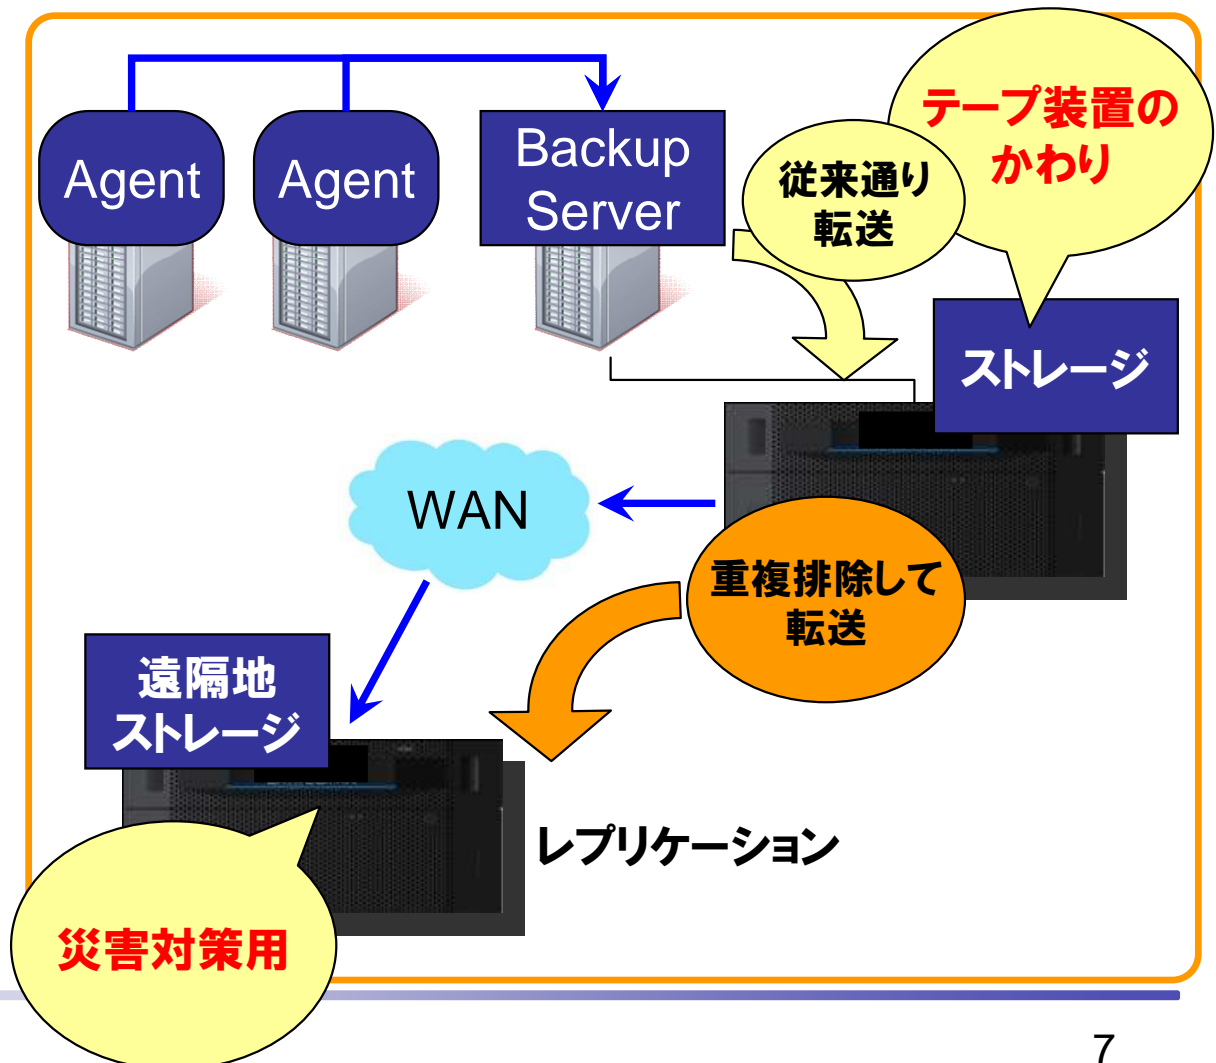 Agent
Agent
Backup
Server
従来通り
転送
テープ装置の
かわり
ストレージ
WAN
重複排除して
転送
遠隔地
ストレージ
レプリケーション
災害対策用
7